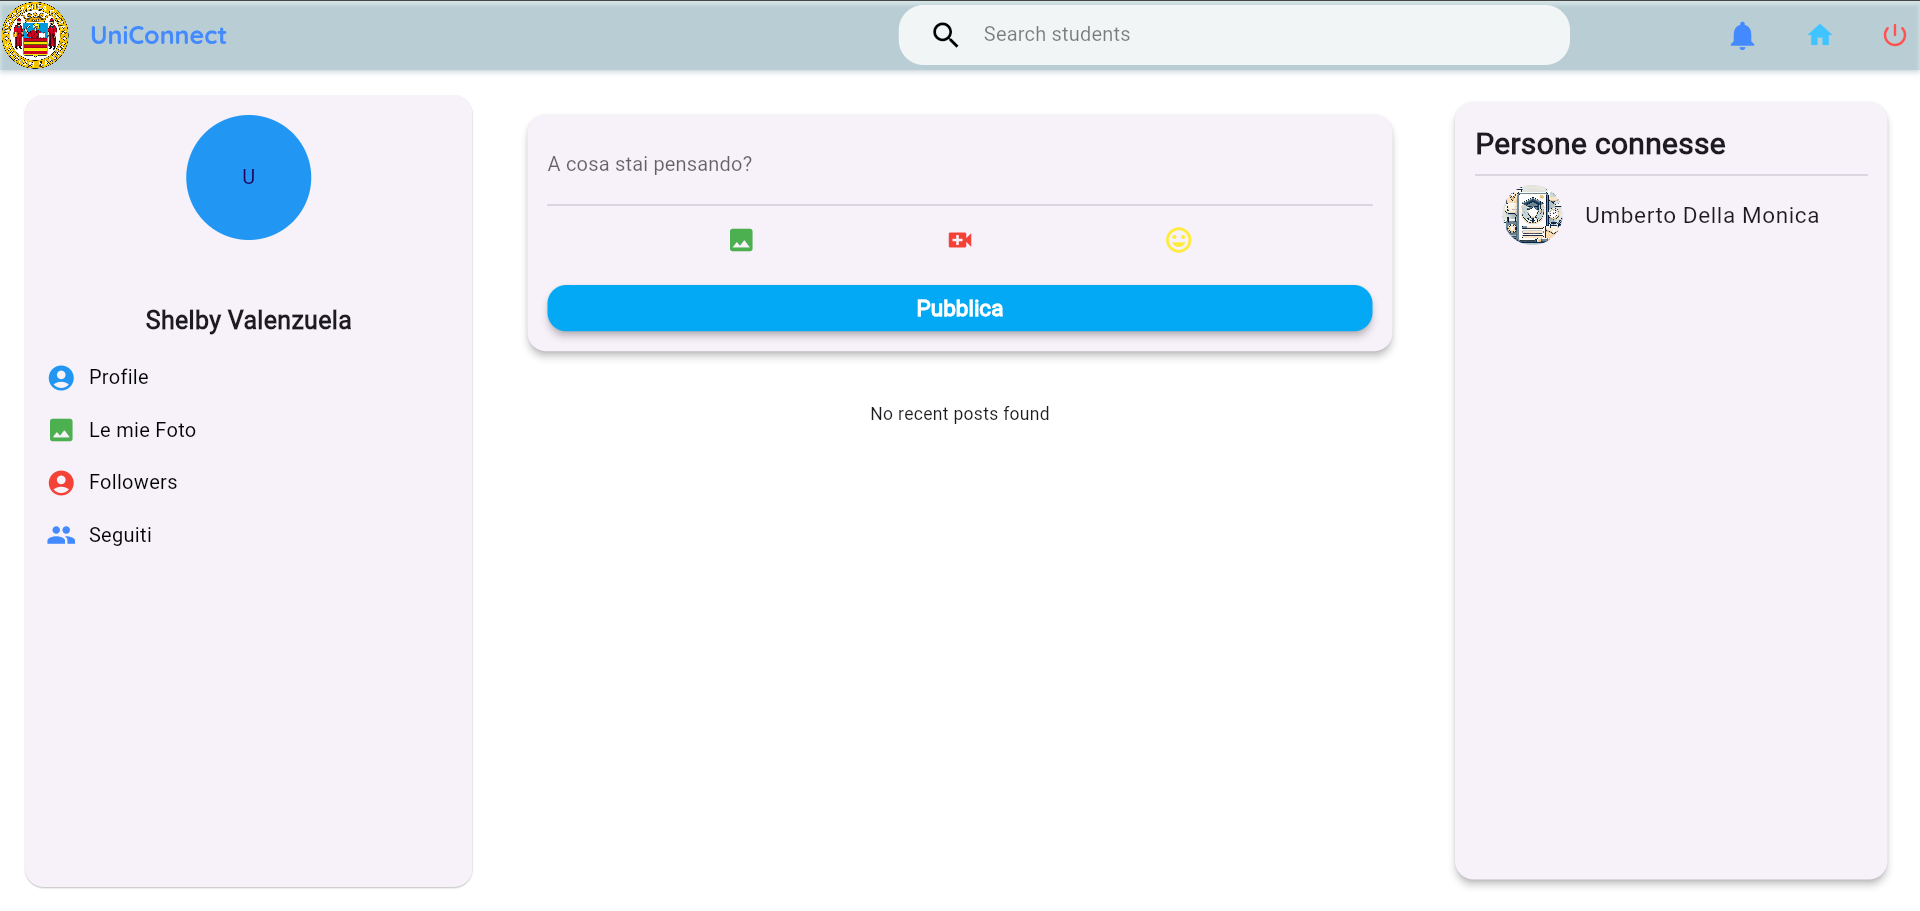 UniConnect
Search students
U
Shelby Valenzuela
Profile
Le mie Foto
Followers
Seguiti
A cosa stai pensando?
Pubblica
No recent posts found
Persone connesse
Umberto Della Monica